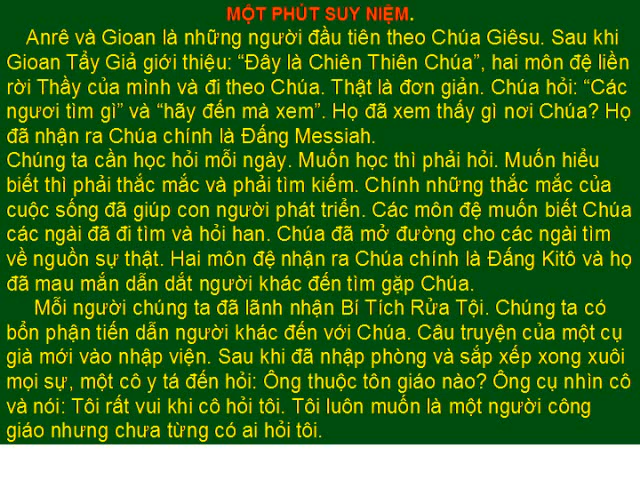 MỘT PHÚT SUY NIỆM.
Anrê và Gioan là những người đầu tiên theo Chúa Giêsu. Sau khi
Gioan Tẩy Giả giới thiệu: “Đây là Chiên Thiên Chúa”, hai môn đệ liền
rời Thầy của mình và đi theo Chúa. Thật là đơn giản. Chúa hỏi: “Các
ngươi tìm gì” và “hãy đến mà xem”. Họ đã xem thấy gì nơi Chúa? Họ
đã nhận ra Chúa chính là Đấng Messiah.
Chúng ta cần học hỏi mỗi ngày. Muốn học thì phải hỏi. Muốn hiểu
biết thì phải thắc mắc và phải tìm kiếm. Chính những thắc mắc của
cuộc sống đã giúp con người phát triển. Các môn đệ muốn biết Chúa
các ngài đã đi tìm và hỏi han. Chúa đã mở đường cho các ngài tìm
về nguồn sự thật. Hai môn đệ nhận ra Chúa chính là Đấng Kitô và họ
đã mau mắn dẫn dắt người khác đến tìm gặp Chúa.
Mỗi người chúng ta đã lãnh nhận Bí Tích Rửa Tội. Chúng ta có
bổn phận tiến dẫn người khác đến với Chúa. Câu truyện của một cụ
già mới vào nhập viện. Sau khi đã nhập phòng và sắp xếp xong xuôi
mọi sự, một cô y tá đến hỏi: Ông thuộc tôn giáo nào? Ông cụ nhìn cô
và nói: Tôi rất vui khi cô hỏi tôi. Tôi luôn muốn là một người công
giáo nhưng chưa từng có ai hỏi tôi.